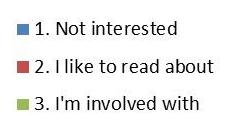 1. Not interested
2. I like to read about
3. I'm involved with